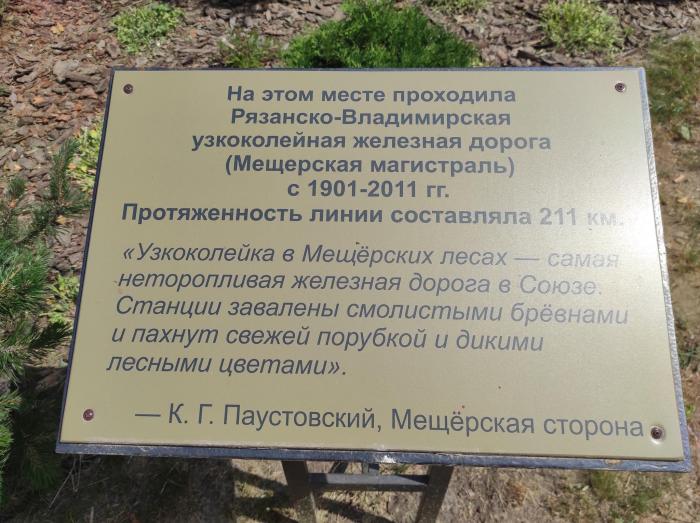 На этом месте проходила
Рязанско-Владимирская
узкоколейная железная дорога
(Мещерская магистраль)
с 1901-2011 гг.
Протяженность линии составляла 211 км.
«Узкоколейка в Мещёрских лесах — самая
неторопливая железная дорога в Союзе.
Станции завалены смолистыми брёвнами
и пахнут свежей порубкой и дикими
лесными цветами».
— К. Г. Паустовский, Мещёрская сторона